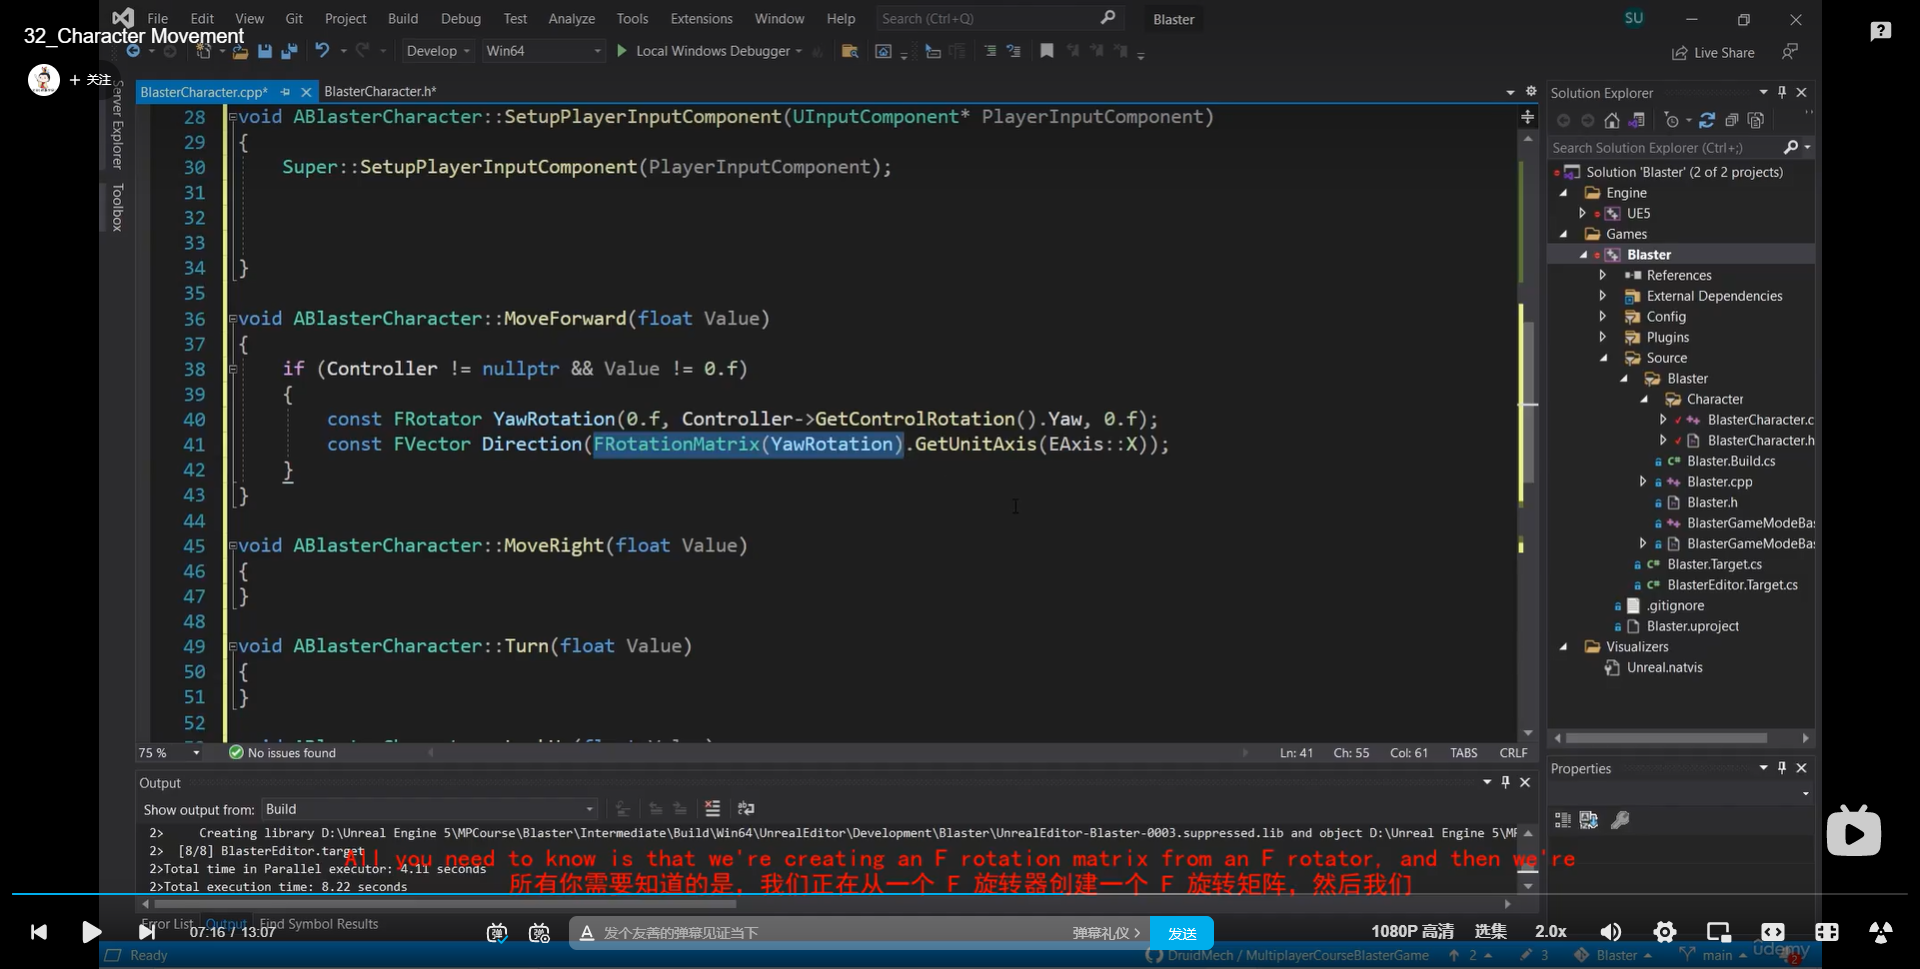 File Edit View Git Project Build Debug Test Analyze Tools Extensions Window Help Search (Ctrl+Q) Blaster SU
32_Character Movement
Develop Win64 Local Windows Debugger Live Share
+ 关注
Server Explorer
Toolbox
BlasterCharacter.cpp* BlasterCharacter.h*
28 void ABlasterCharacter::SetupPlayerInputComponent(UInputComponent* PlayerInputComponent)
29 {
30 Super::SetupPlayerInputComponent(PlayerInputComponent);
31
32
33
34 }
35
36 void ABlasterCharacter::MoveForward(float Value)
37 {
38 if (Controller != nullptr && Value != 0.f)
39 {
40 const FRotator YawRotation(0.f, Controller->GetControlRotation().Yaw, 0.f);
41 const FVector Direction(FRotationMatrix(YawRotation).GetUnitAxis(EAxis::X));
42 }
43 }
44
45 void ABlasterCharacter::MoveRight(float Value)
46 {
47 }
48
49 void ABlasterCharacter::Turn(float Value)
50 {
51 }
52
75 % No issues found Ln: 41 Ch: 55 Col: 61 TABS CRLF
Solution Explorer
Search Solution Explorer (Ctrl+;)
Solution 'Blaster' (2 of 2 projects)
Engine
UE5
Games
Blaster
References
External Dependencies
Config
Plugins
Source
Blaster
Character
BlasterCharacter.c
BlasterCharacter.h
Blaster.Build.cs
Blaster.cpp
Blaster.h
BlasterGameModeBas
BlasterGameModeBas
Blaster.Target.cs
BlasterEditor.Target.cs
.gitignore
Blaster.uproject
Visualizers
Unreal.natvis
Properties
Output
Show output from: Build
2> Creating library D:\Unreal Engine 5\MPCourse\Blaster\Intermediate\Build\Win64\UnrealEditor\Development\Blaster\UnrealEditor-Blaster-0003.suppressed.lib and object D:\Unreal Engine 5\MP
2> [8/8] BlasterEditor.target
2>Total time in Parallel executor: 4.11 seconds
2>Total execution time: 8.22 seconds
All you need to know is that we're creating an F rotation matrix from an F rotator, and then we're
所有你需要知道的是，我们正在从一个 F 旋转器创建一个 F 旋转矩阵，然后我们
Error List Output Find Symbol Results
07:16 / 13:07 发个友善的弹幕见证当下 弹幕礼仪 > 发送 1080P 高清 选集 2.0x
Ready DruidMech / MultiplayerCourseBlasterGame 2 3 Blaster main 2
udemy